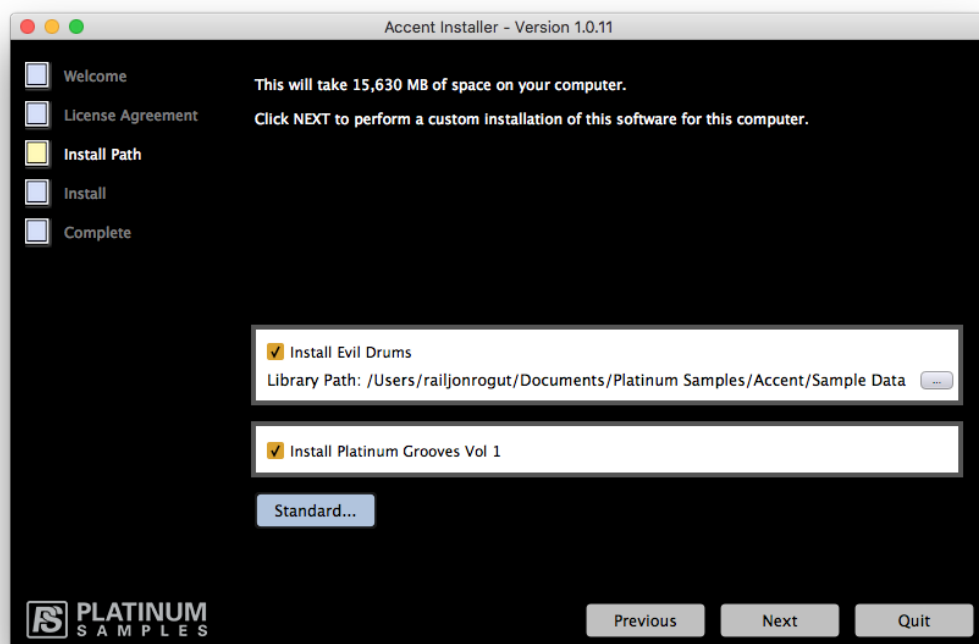 Accent Installer - Version 1.0.11
Welcome
License Agreement
Install Path
Install
Complete
This will take 15,630 MB of space on your computer.
Click NEXT to perform a custom installation of this software for this computer.
Install Evil Drums
Library Path: /Users/railjonrogut/Documents/Platinum Samples/Accent/Sample Data
...
Install Platinum Grooves Vol 1
Standard...
PS PLATINUM
SAMPLES
Previous
Next
Quit